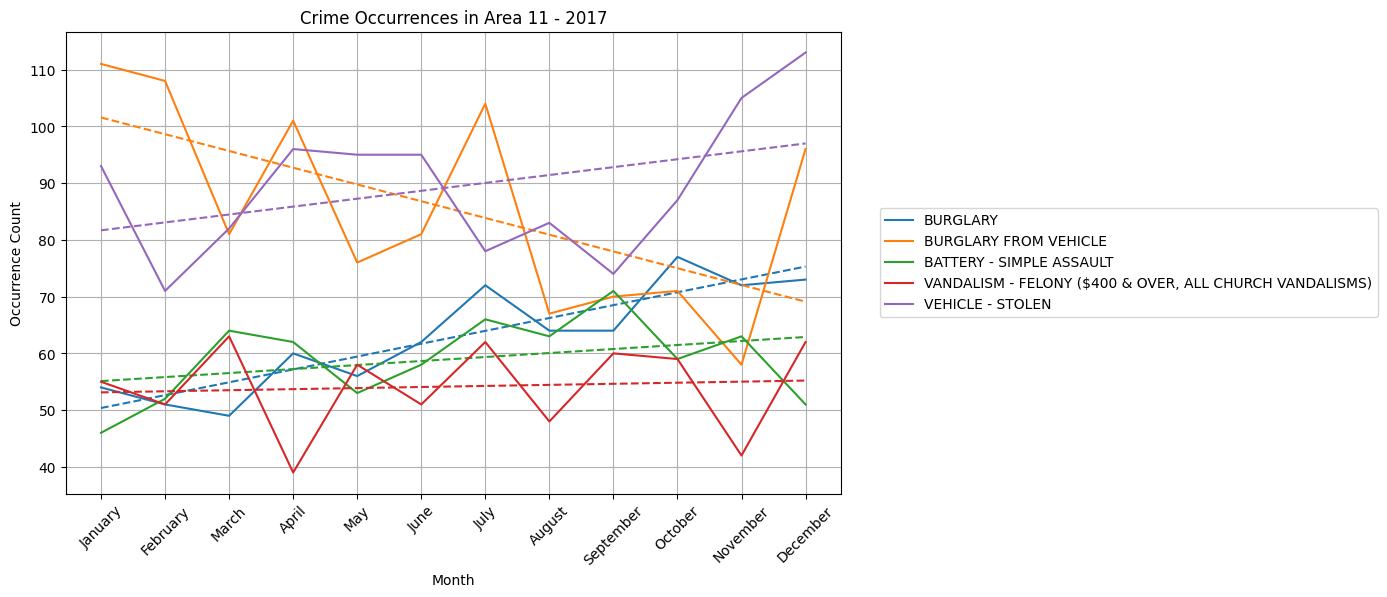 Crime Occurrences in Area 11 - 2017
Occurrence Count
110
100
90
80
70
60
50
40
January
February
March
April
May
June
July
August
September
October
November
December
Month
BURGLARY
BURGLARY FROM VEHICLE
BATTERY - SIMPLE ASSAULT
VANDALISM - FELONY ($400 & OVER, ALL CHURCH VANDALISMS)
VEHICLE - STOLEN